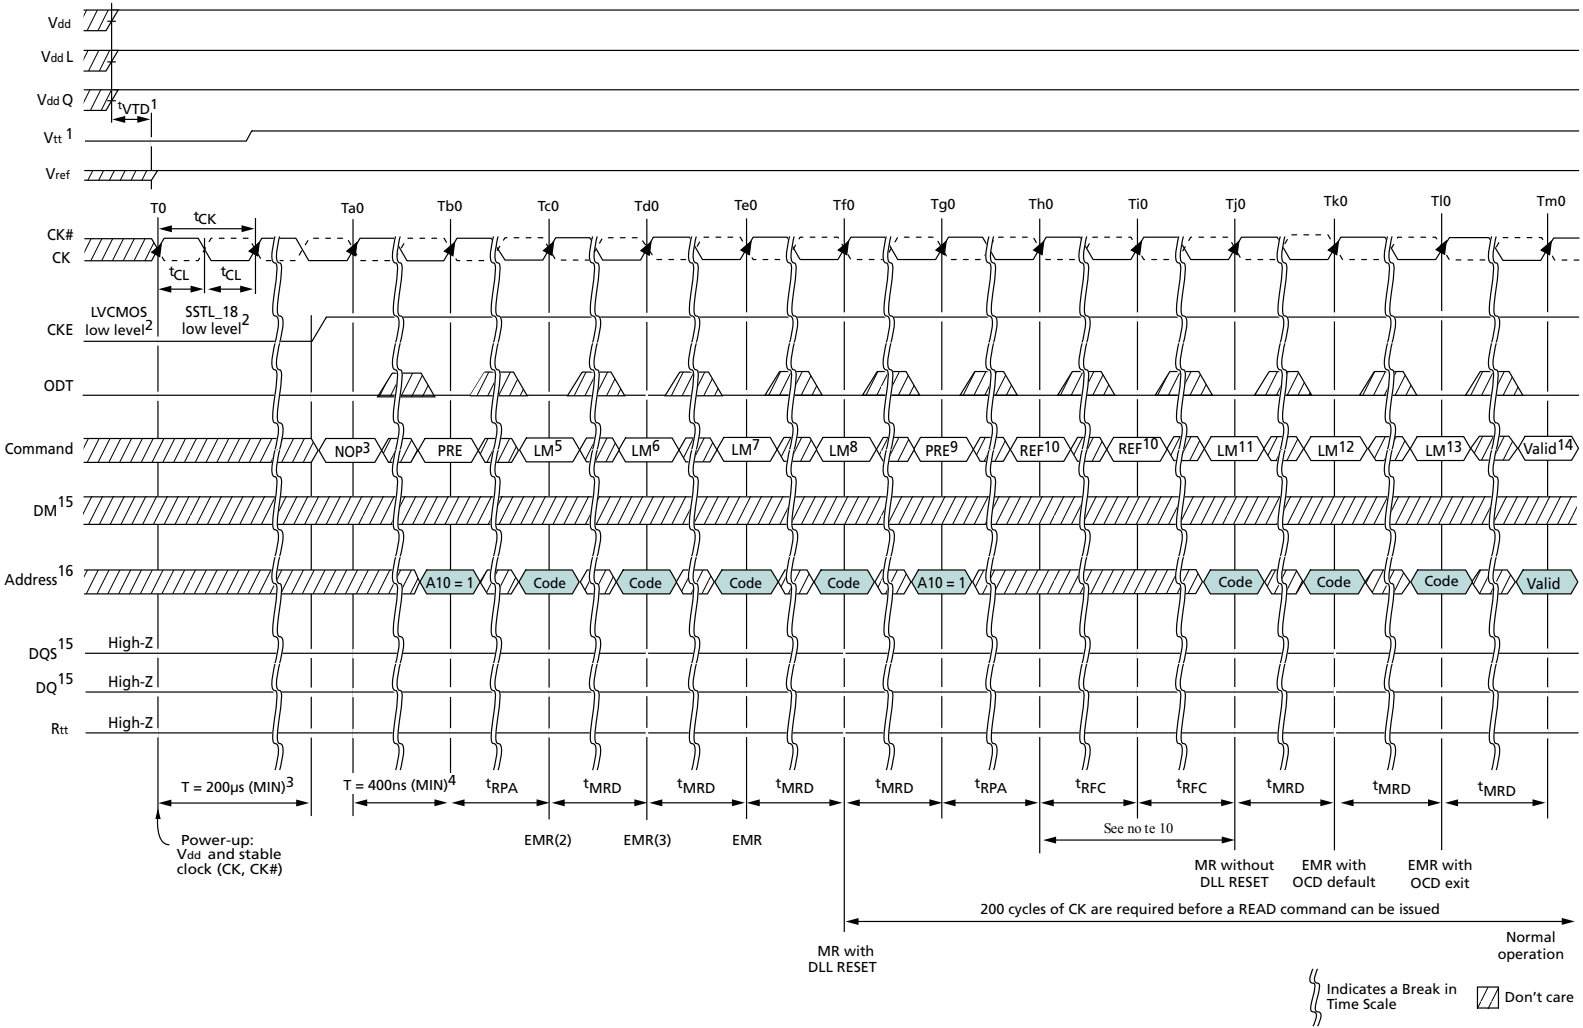 Vdd
Vdd L
Vdd Q
tVTD1
Vtt 1
Vref
T0 Ta0 Tb0 Tc0 Td0 Te0 Tf0 Tg0 Th0 Ti0 Tj0 Tk0 Tl0 Tm0
tCK
CK#
CK
tCL tCL
LVCMOS
low level2
SSTL_18
low level2
CKE
ODT
Command NOP3 PRE LM5 LM6 LM7 LM8 PRE9 REF10 REF10 LM11 LM12 LM13 Valid14
DM15
Address16 A10 = 1 Code Code Code Code A10 = 1 Code Code Code Valid
DQS15 High-Z
DQ15 High-Z
Rtt High-Z
T = 200µs (MIN)3 T = 400ns (MIN)4 tRPA tMRD tMRD tMRD tMRD tRPA tRFC tRFC tMRD tMRD tMRD
Power-up:
Vdd and stable
clock (CK, CK#)
EMR(2) EMR(3) EMR
See no te 10
MR without
DLL RESET
EMR with
OCD default
EMR with
OCD exit
200 cycles of CK are required before a READ command can be issued
MR with
DLL RESET
Normal
operation
Indicates a Break in
Time Scale
Don't care